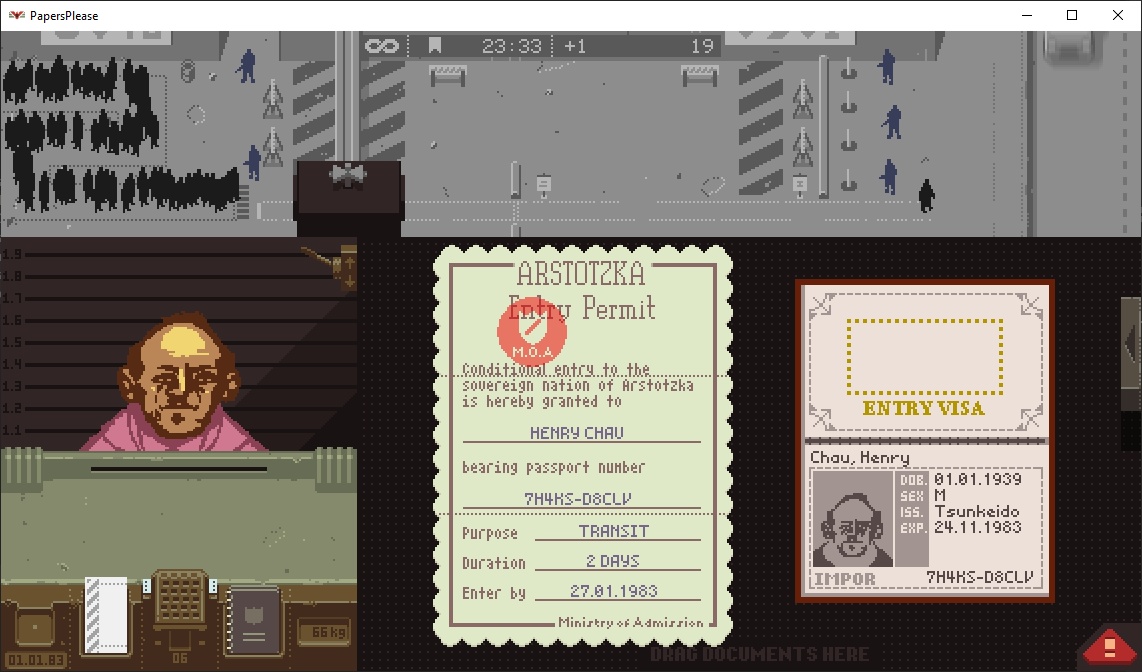 PapersPlease
23:33 +1 19
1.9
1.8
1.7
1.6
1.5
1.4
1.3
1.2
1.1
ARSTOTZKA
Entry Permit
M.O.A
Conditional entry to the
sovereign nation of Arstotzka
is hereby granted to
HENRY CHAU
bearing passport number
7H4KS-D8CLV
Purpose TRANSIT
Duration 2 DAYS
Enter by 27.01.1983
Ministry of Admission
ENTRY VISA
Chau, Henry
DOB. 01.01.1939
SEX M
ISS. Tsunkeido
EXP. 24.11.1983
IMPOR 7H4KS-D8CLV
01.01.83
06
66kg
DRAG DOCUMENTS HERE